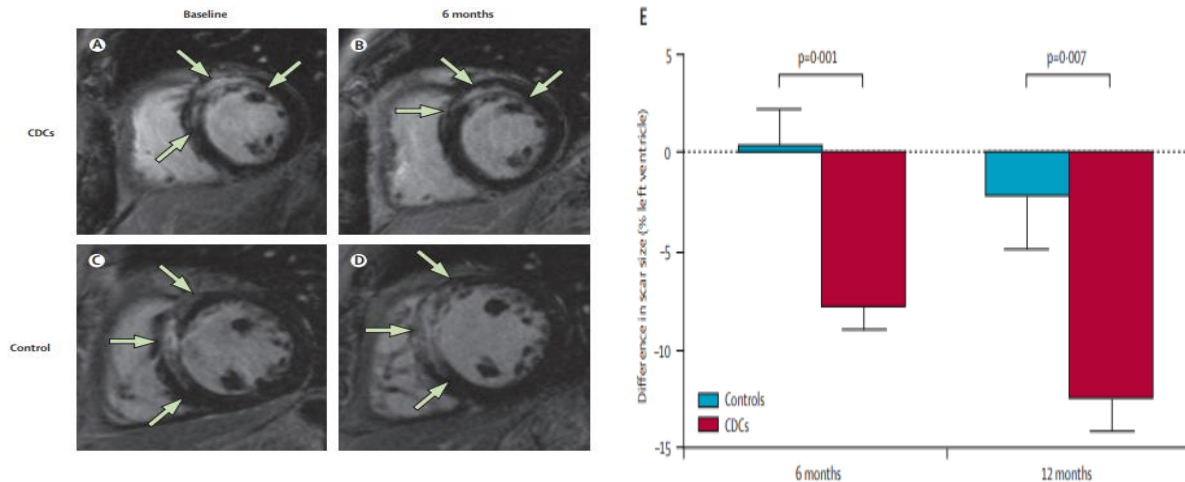 Baseline
6 months
A
B
CDCs
C
D
Control
E
Difference in scar size (% left ventricle)
5
0
−5
−10
−15
p=0·001
p=0·007
Controls
CDCs
6 months
12 months